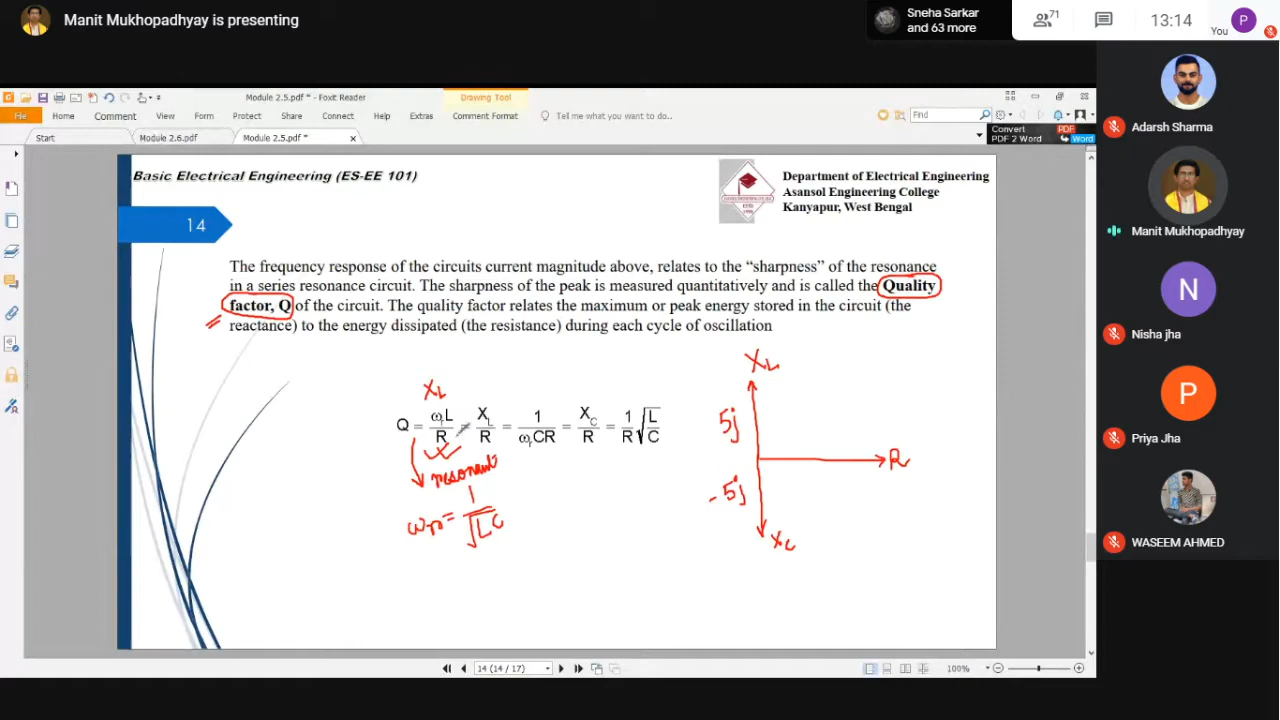 Manit Mukhopadhyay is presenting
Sneha Sarkar
and 63 more
71
13:14
You
P
Module 2.5.pdf * - Foxit Reader
Drawing Tool
File
Home
Comment
View
Form
Protect
Share
Connect
Help
Extras
Comment Format
Tell me what you want to do...
Find
Start
Module 2.6.pdf
Module 2.5.pdf *
Convert
PDF 2 Word
PDF
Word
Basic Electrical Engineering (ES-EE 101)
Department of Electrical Engineering
Asansol Engineering College
Kanyapur, West Bengal
14
The frequency response of the circuits current magnitude above, relates to the “sharpness” of the resonance
in a series resonance circuit. The sharpness of the peak is measured quantitatively and is called the Quality
factor, Q of the circuit. The quality factor relates the maximum or peak energy stored in the circuit (the
reactance) to the energy dissipated (the resistance) during each cycle of oscillation
XL
Q = ωrL/R = XL/R = 1/ωrCR = XC/R = 1/R √L/C
resonant
ωr = 1/√LC
XL
5j
R
-5j
XC
14 (14 / 17)
100%
Adarsh Sharma
Manit Mukhopadhyay
N
Nisha jha
P
Priya Jha
WASEEM AHMED